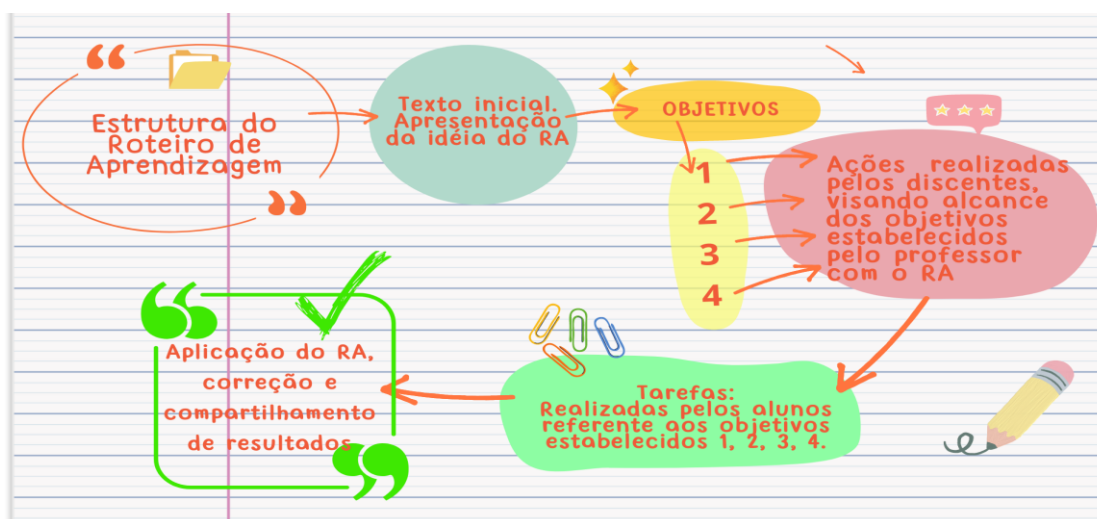 Estrutura do
Roteiro de
Aprendizagem
Texto inicial.
Apresentação
da idéia do RA
OBJETIVOS
1
2
3
4
Ações realizadas
pelos discentes,
visando alcance
dos objetivos
estabelecidos
pelo professor
com o RA
Tarefas:
Realizadas pelos alunos
referente aos objetivos
estabelecidos 1, 2, 3, 4.
Aplicação do RA,
correção e
compartilhamento
de resultados